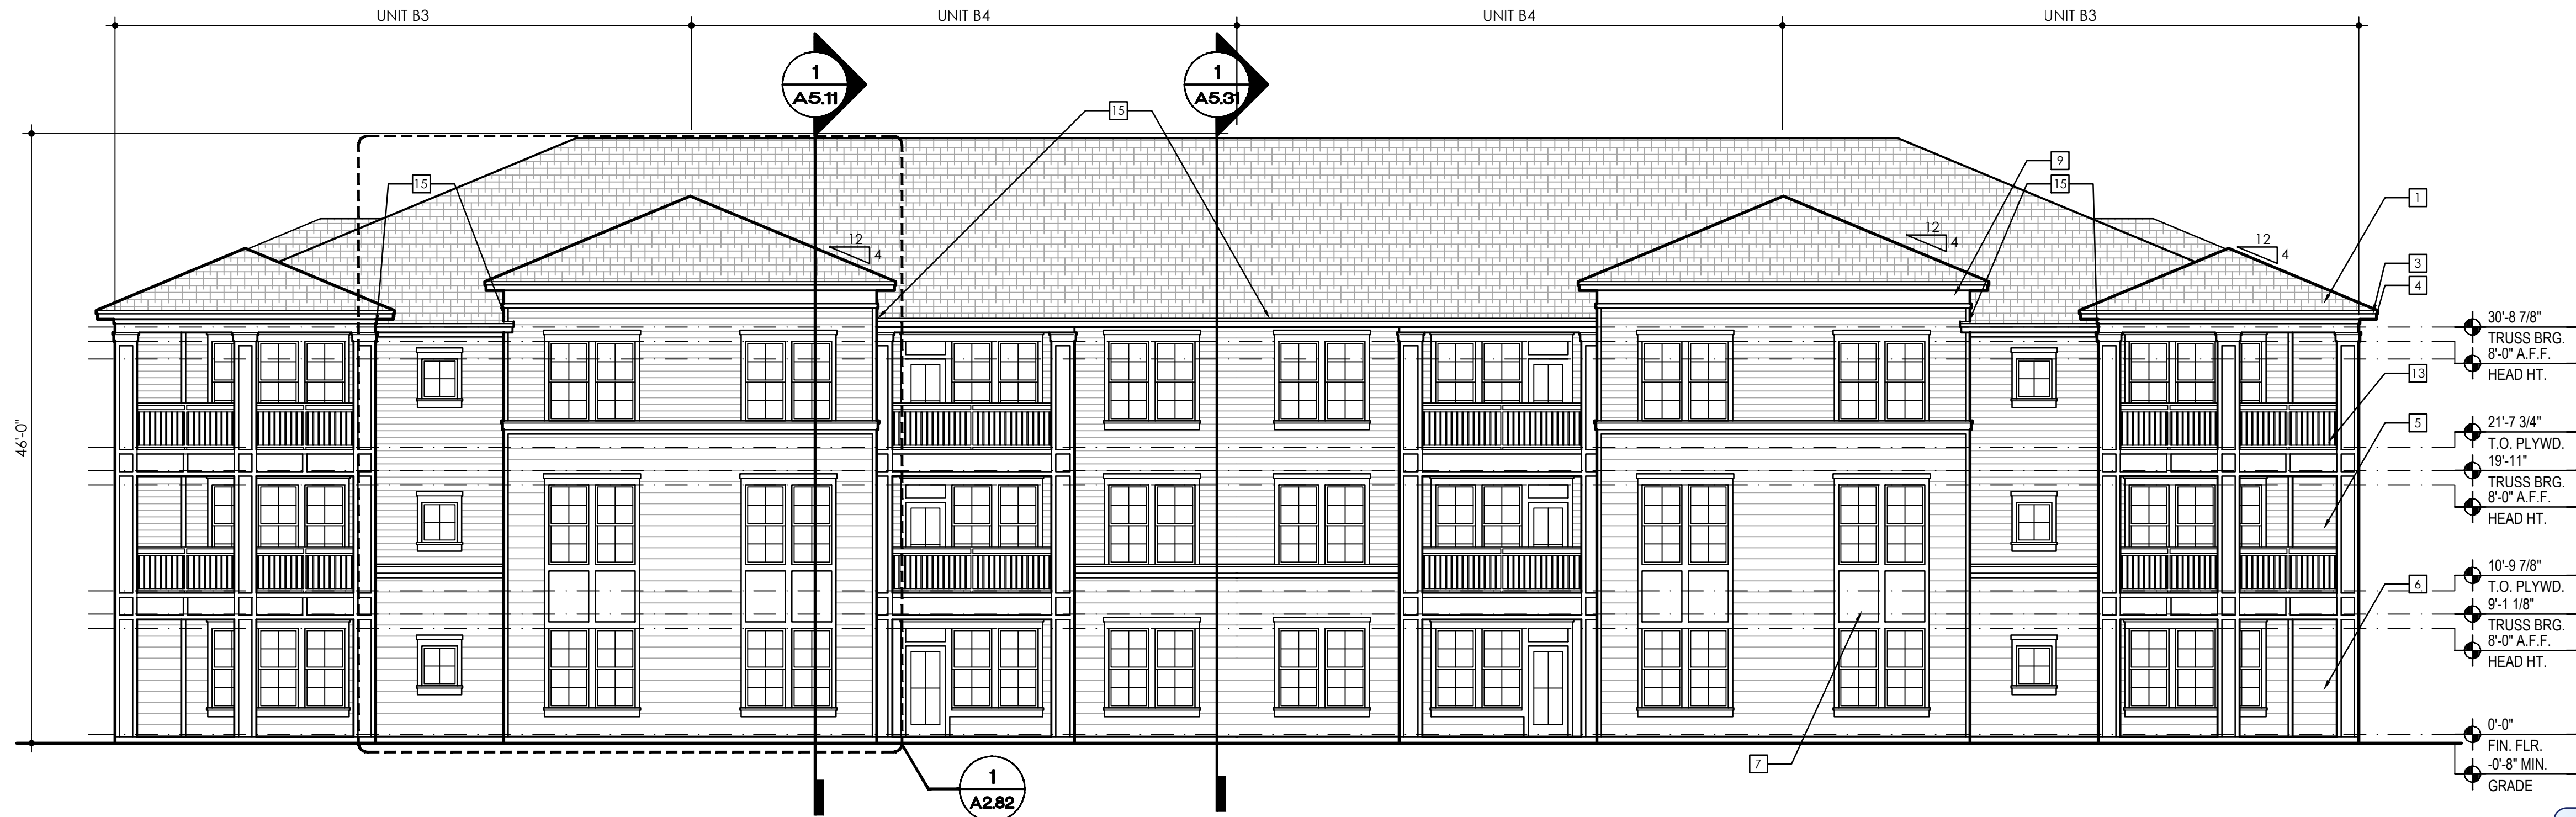 UNIT B3
UNIT B4
UNIT B4
UNIT B3
1
A5.11
1
A5.31
15
15
9
15
1
12
4
12
4
12
4
3
4
13
5
6
7
46'-0"
30'-8 7/8"
TRUSS BRG.
8'-0" A.F.F.
HEAD HT.
21'-7 3/4"
T.O. PLYWD.
19'-11"
TRUSS BRG.
8'-0" A.F.F.
HEAD HT.
10'-9 7/8"
T.O. PLYWD.
9'-1 1/8"
TRUSS BRG.
8'-0" A.F.F.
HEAD HT.
0'-0"
FIN. FLR.
-0'-8" MIN.
GRADE
1
A2.82